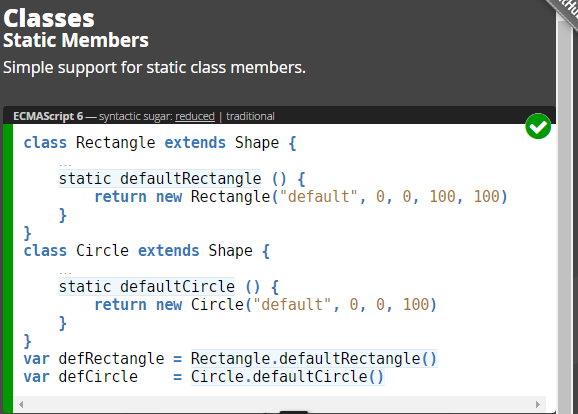 Classes
Static Members
Simple support for static class members.
ECMAScript 6 — syntactic sugar: reduced | traditional
class Rectangle extends Shape {
    …
    static defaultRectangle () {
        return new Rectangle("default", 0, 0, 100, 100)
    }
}
class Circle extends Shape {
    …
    static defaultCircle () {
        return new Circle("default", 0, 0, 100)
    }
}
var defRectangle = Rectangle.defaultRectangle()
var defCircle    = Circle.defaultCircle()